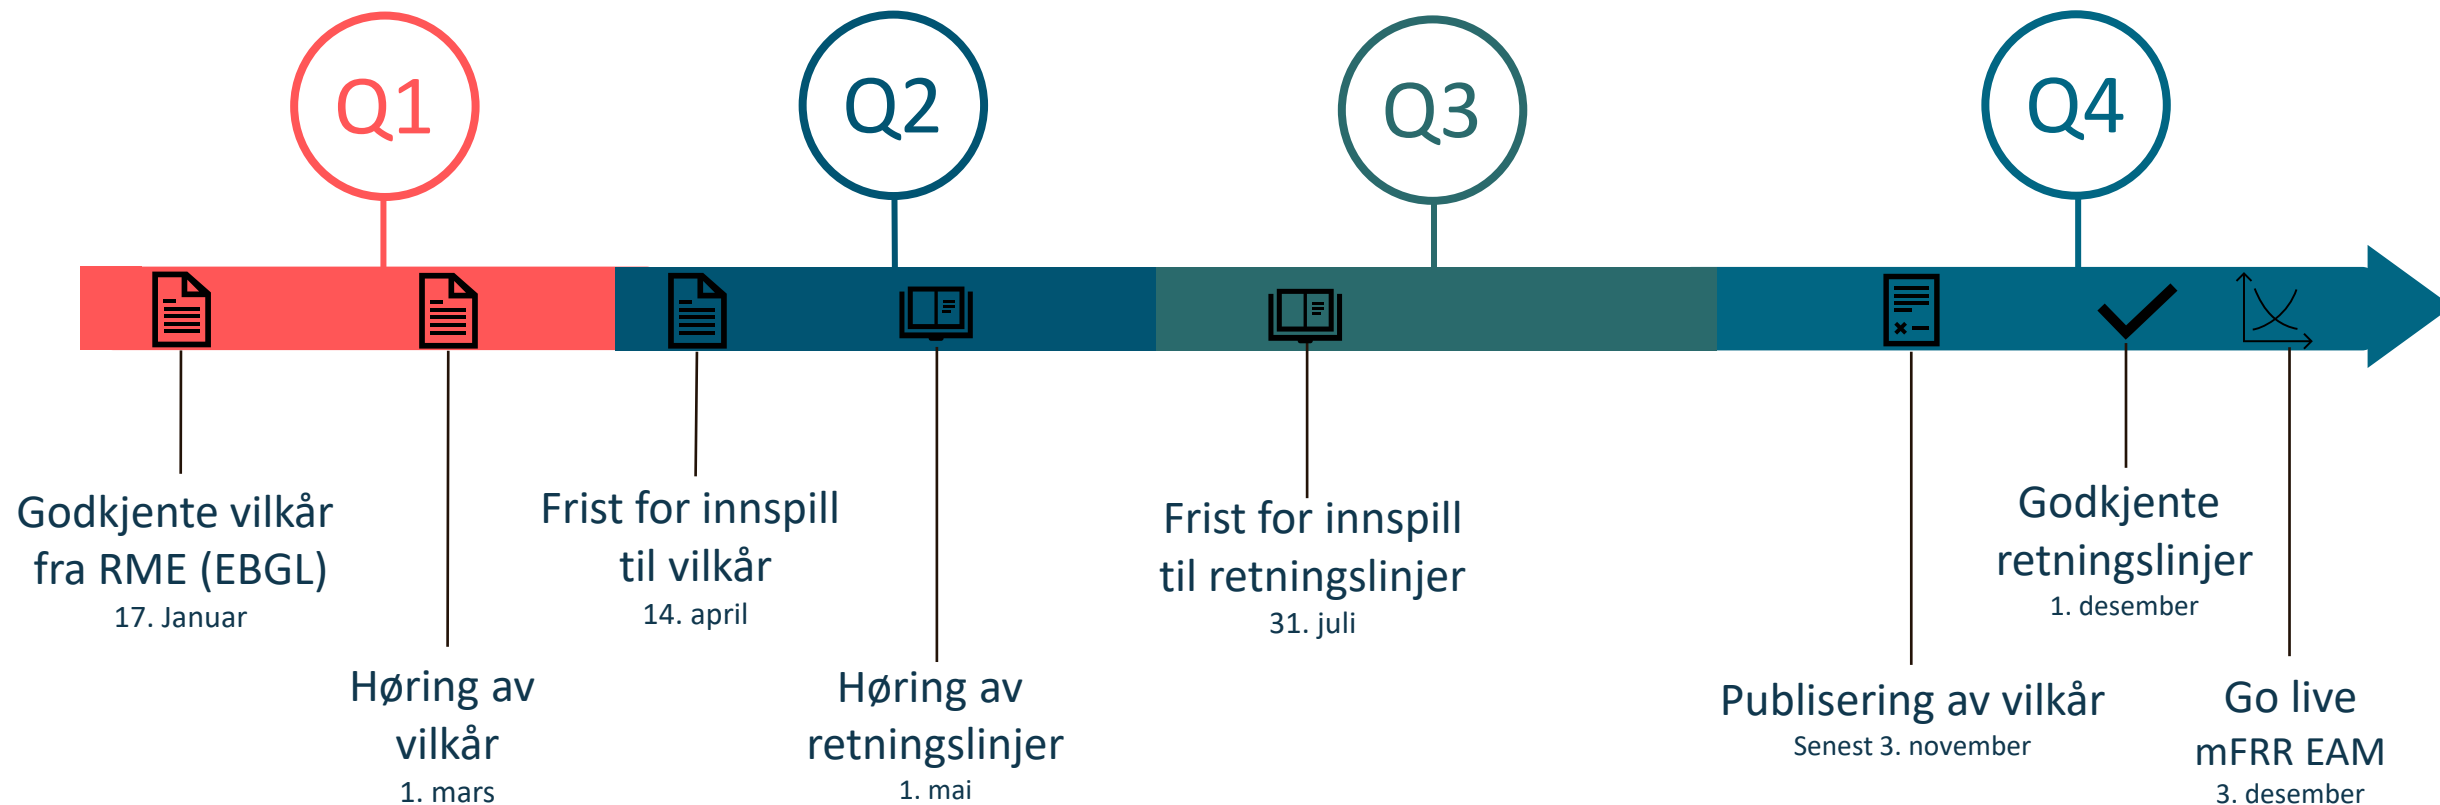 Q1
Q2
Q3
Q4
Godkjente vilkår
fra RME (EBGL)
17. Januar
Høring av
vilkår
1. mars
Frist for innspill
til vilkår
14. april
Høring av
retningslinjer
1. mai
Frist for innspill
til retningslinjer
31. juli
Publisering av vilkår
Senest 3. november
Godkjente
retningslinjer
1. desember
Go live
mFRR EAM
3. desember